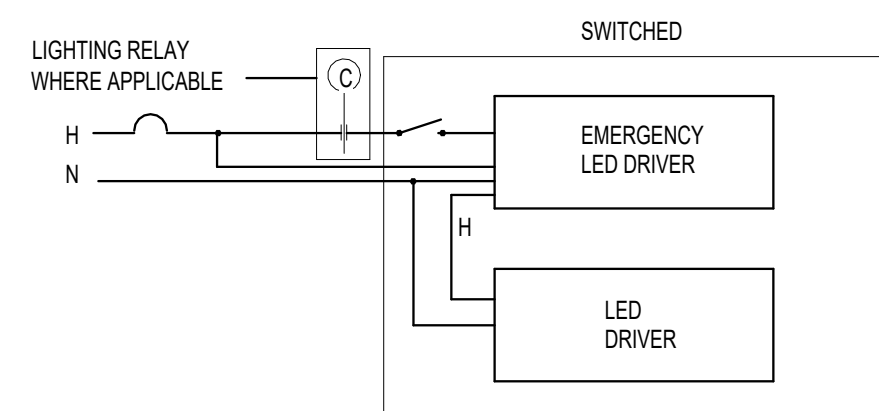 SWITCHED
LIGHTING RELAY
WHERE APPLICABLE
C
H
N
EMERGENCY
LED DRIVER
H
LED
DRIVER